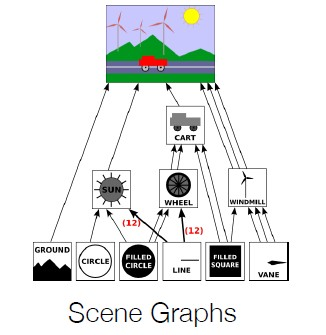 CART
SUN
WHEEL
WINDMILL
(12)
(12)
GROUND
CIRCLE
FILLED
CIRCLE
LINE
FILLED
SQUARE
VANE
Scene Graphs